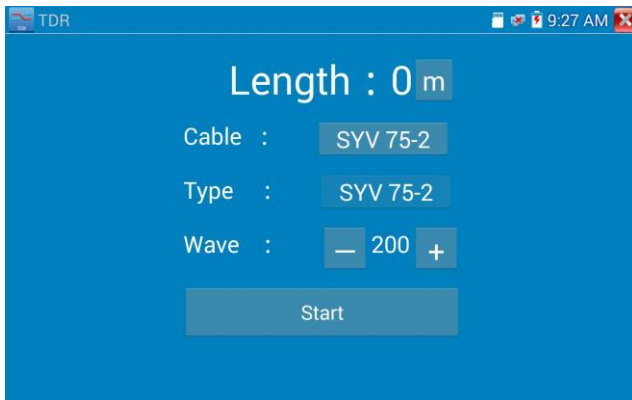 TDR 9:27 AM
Length : 0 m
Cable : SYV 75-2
Type : SYV 75-2
Wave : — 200 +
Start